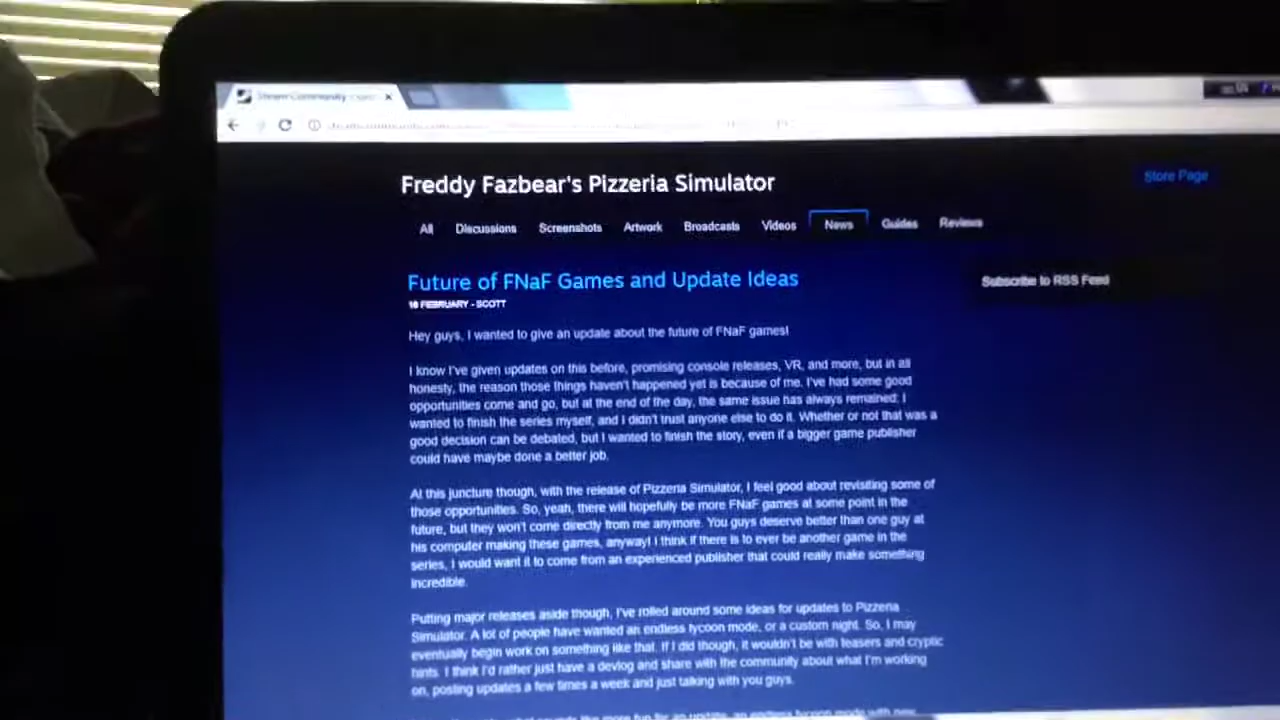 Steam Community
Freddy Fazbear's Pizzeria Simulator
Store Page
All Discussions Screenshots Artwork Broadcasts Videos News Guides Reviews
Future of FNaF Games and Update Ideas
Subscribe to RSS Feed
16 FEBRUARY - SCOTT
Hey guys, I wanted to give an update about the future of FNaF games!
I know I've given updates on this before, promising console releases, VR, and more, but in all
honesty, the reason those things haven't happened yet is because of me. I've had some good
opportunities come and go, but at the end of the day, the same issue has always remained; I
wanted to finish the series myself, and I didn't trust anyone else to do it. Whether or not that was a
good decision can be debated, but I wanted to finish the story, even if a bigger game publisher
could have maybe done a better job.
At this juncture though, with the release of Pizzeria Simulator, I feel good about revisiting some of
those opportunities. So, yeah, there will hopefully be more FNaF games at some point in the
future, but they won't come directly from me anymore. You guys deserve better than one guy at
his computer making these games, anyway! I think if there is to ever be another game in the
series, I would want it to come from an experienced publisher that could really make something
incredible.
Putting major releases aside though, I've rolled around some ideas for updates to Pizzeria
Simulator. A lot of people have wanted an endless tycoon mode, or a custom night. So, I may
eventually begin work on something like that. If I did though, it wouldn't be with teasers and cryptic
hints. I think I'd rather just have a devlog and share with the community about what I'm working
on, posting updates a few times a week and just talking with you guys.